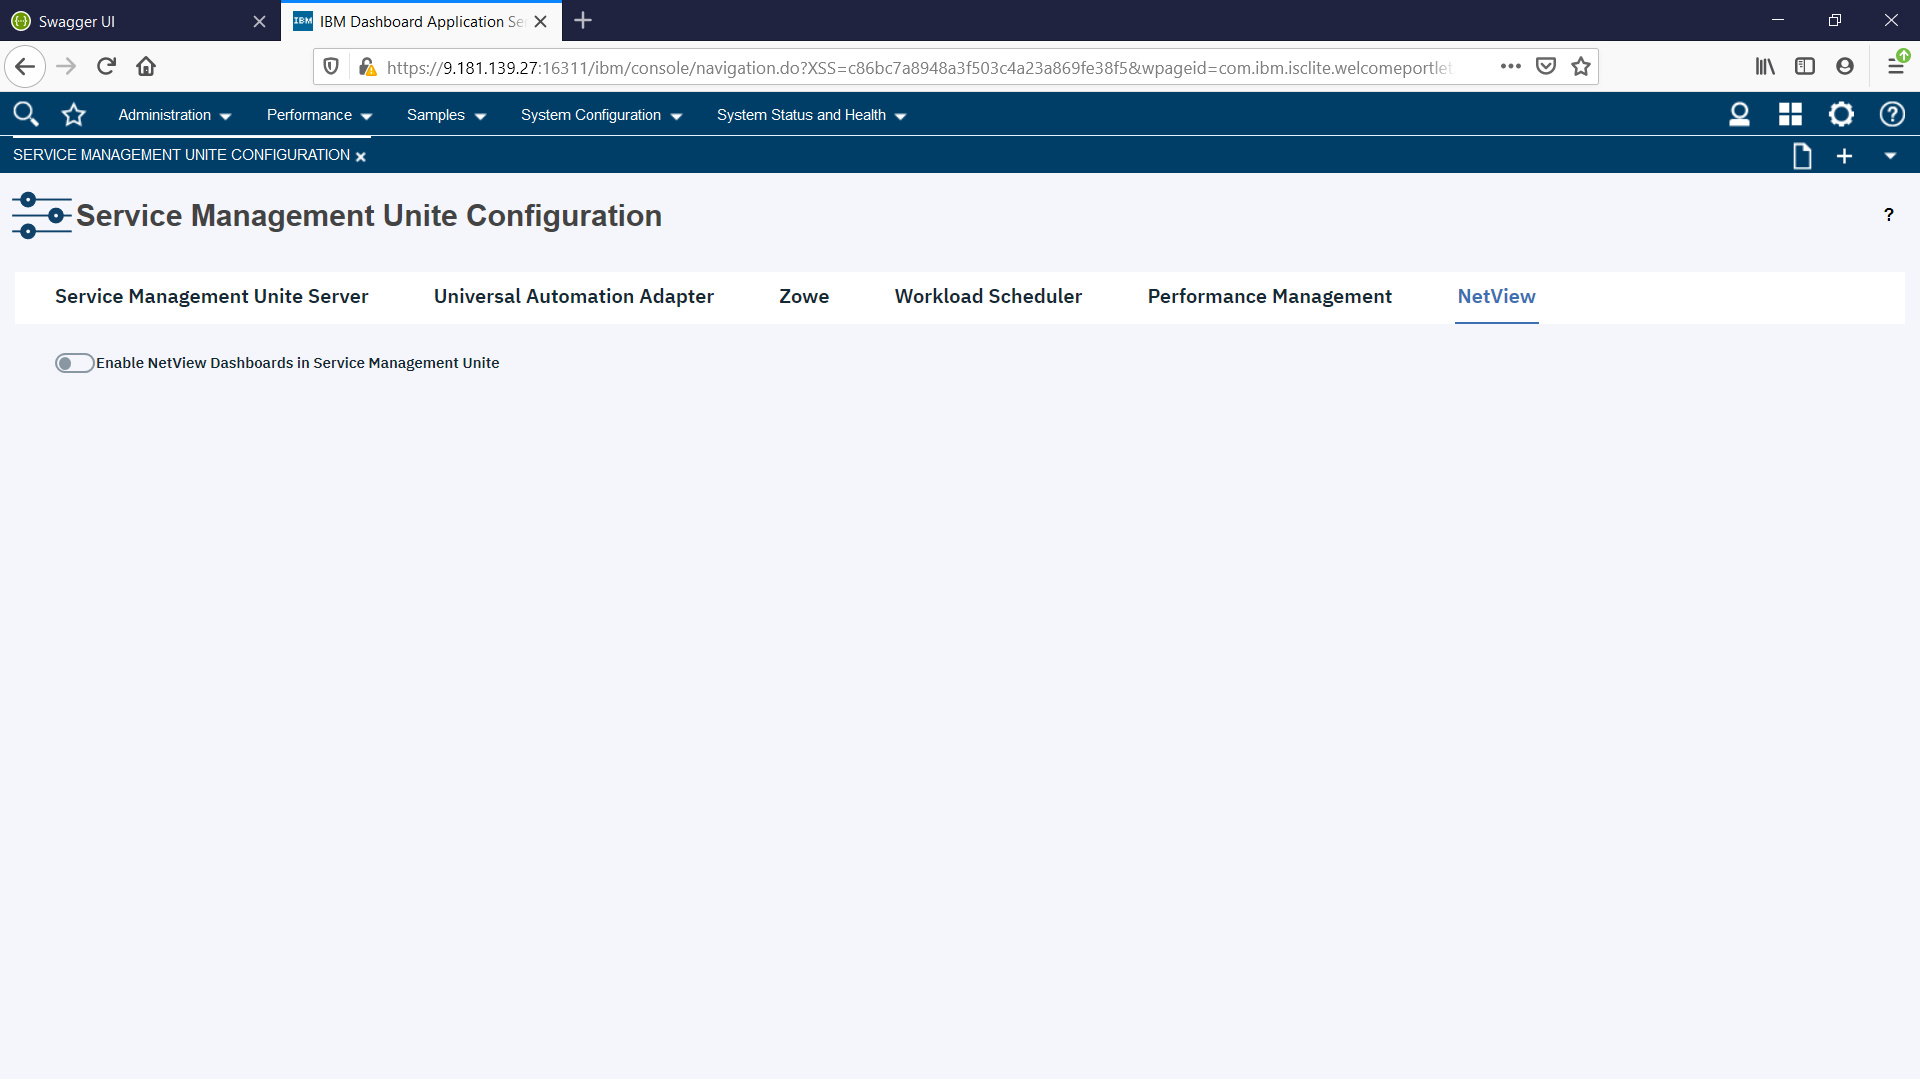 Swagger UI
IBM IBM Dashboard Application Se
https://9.181.139.27:16311/ibm/console/navigation.do?XSS=c86bc7a8948a3f503c4a23a869fe38f5&wpageid=com.ibm.isclite.welcomeportlet
Administration Performance Samples System Configuration System Status and Health ?
SERVICE MANAGEMENT UNITE CONFIGURATION
Service Management Unite Configuration ?
Service Management Unite Server Universal Automation Adapter Zowe Workload Scheduler Performance Management NetView
Enable NetView Dashboards in Service Management Unite